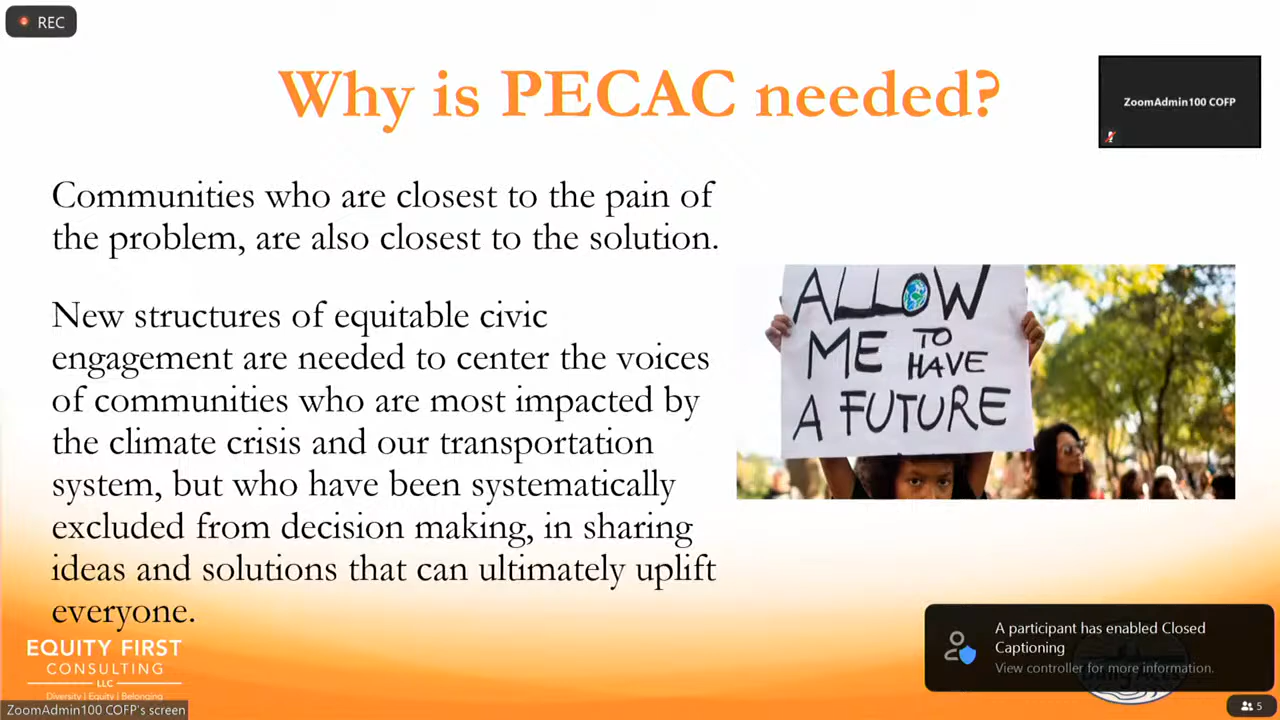 REC
Why is PECAC needed?
ZoomAdmin100 COFP
Communities who are closest to the pain of
the problem, are also closest to the solution.
New structures of equitable civic
engagement are needed to center the voices
of communities who are most impacted by
the climate crisis and our transportation
system, but who have been systematically
excluded from decision making, in sharing
ideas and solutions that can ultimately uplift
everyone.
ALLOW
ME TO
HAVE
A FUTURE
EQUITY FIRST
CONSULTING
LLC
Diversity | Equity | Belonging
ZoomAdmin100 COFP's screen
A participant has enabled Closed
Captioning
View controller for more information.
Daily Acts
5